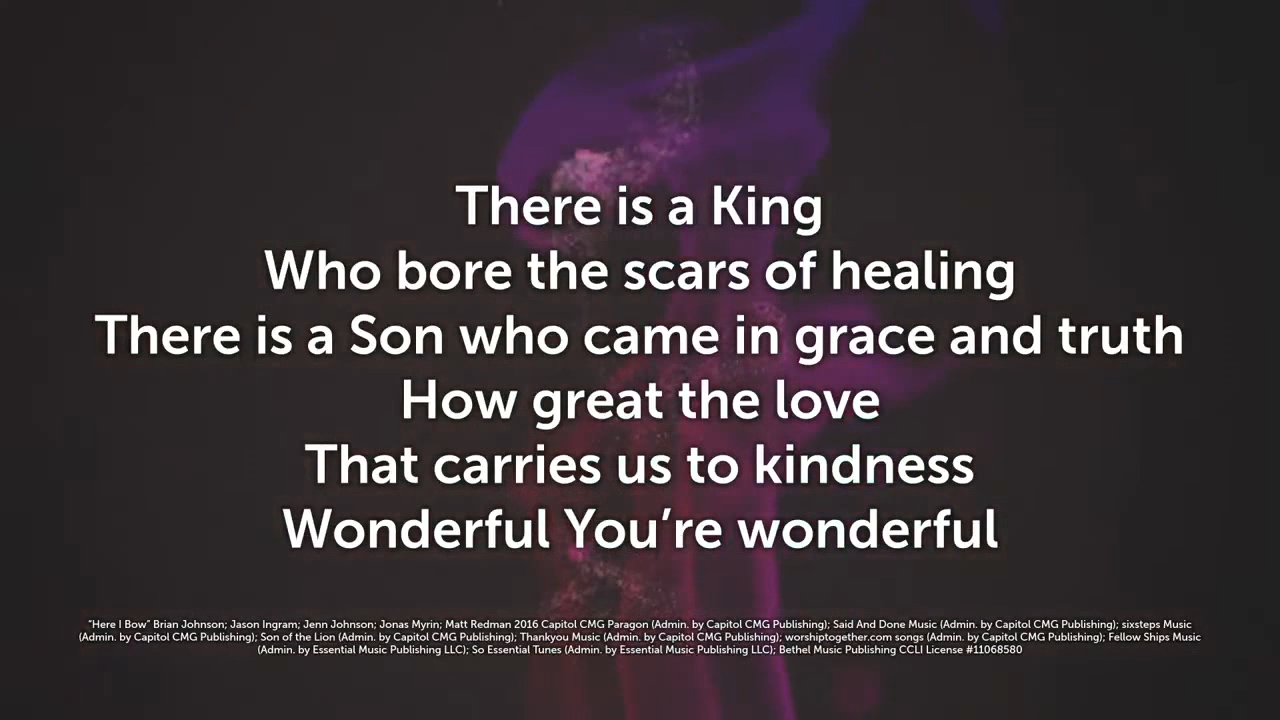 There is a King
Who bore the scars of healing
There is a Son who came in grace and truth
How great the love
That carries us to kindness
Wonderful You’re wonderful
"Here I Bow" Brian Johnson; Jason Ingram; Jenn Johnson; Jonas Myrin; Matt Redman 2016 Capitol CMG Paragon (Admin. by Capitol CMG Publishing); Said And Done Music (Admin. by Capitol CMG Publishing); sixsteps Music
(Admin. by Capitol CMG Publishing); Son of the Lion (Admin. by Capitol CMG Publishing); Thankyou Music (Admin. by Capitol CMG Publishing); worshiptogether.com songs (Admin. by Capitol CMG Publishing); Fellow Ships Music
(Admin. by Essential Music Publishing LLC); So Essential Tunes (Admin. by Essential Music Publishing LLC); Bethel Music Publishing CCLI License #11068580